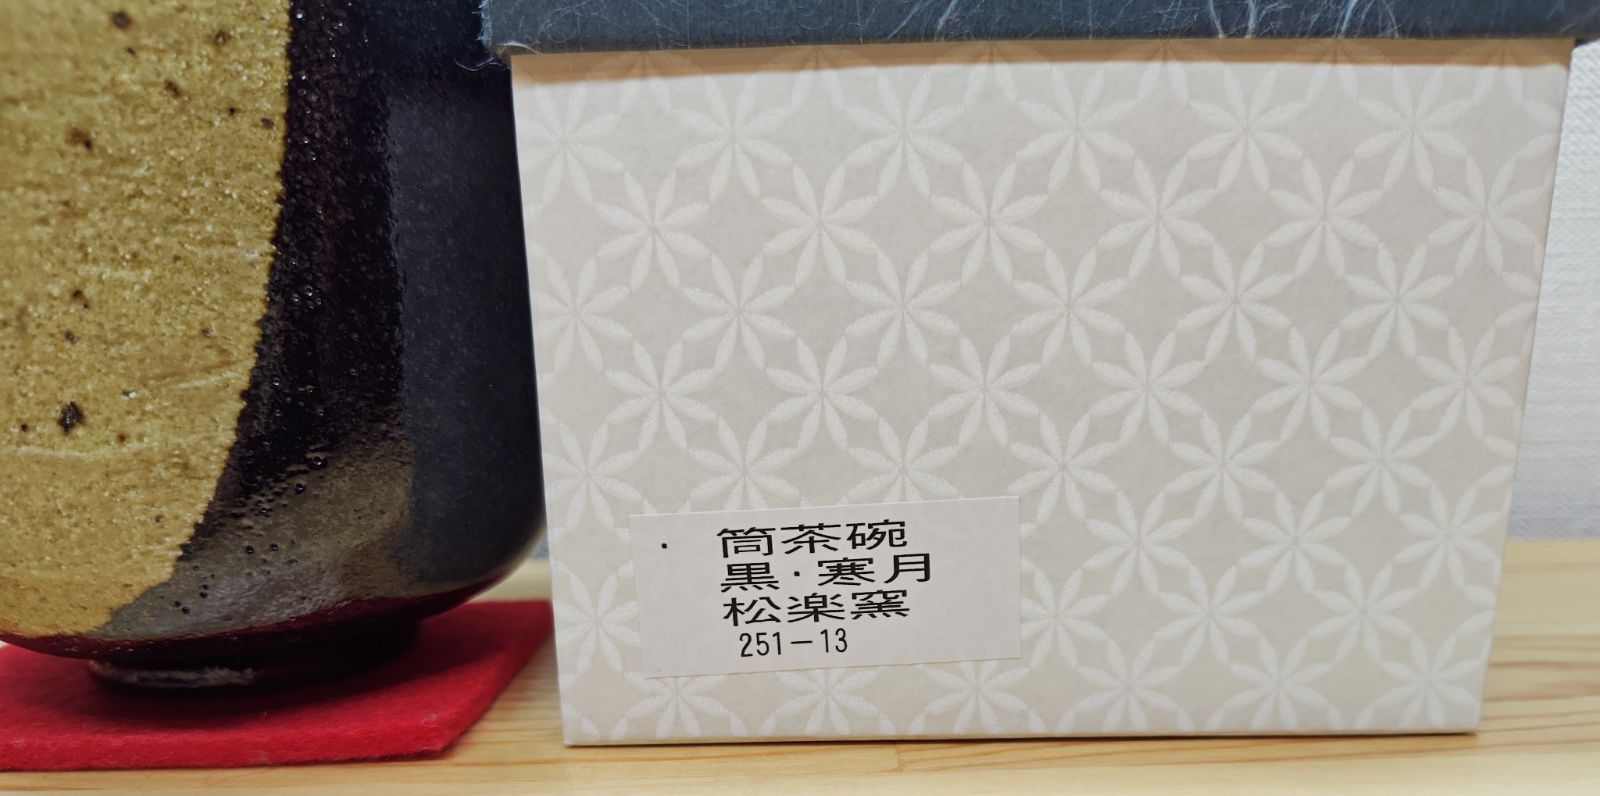 ・ 筒茶碗
黒・寒月
松楽窯
251-13